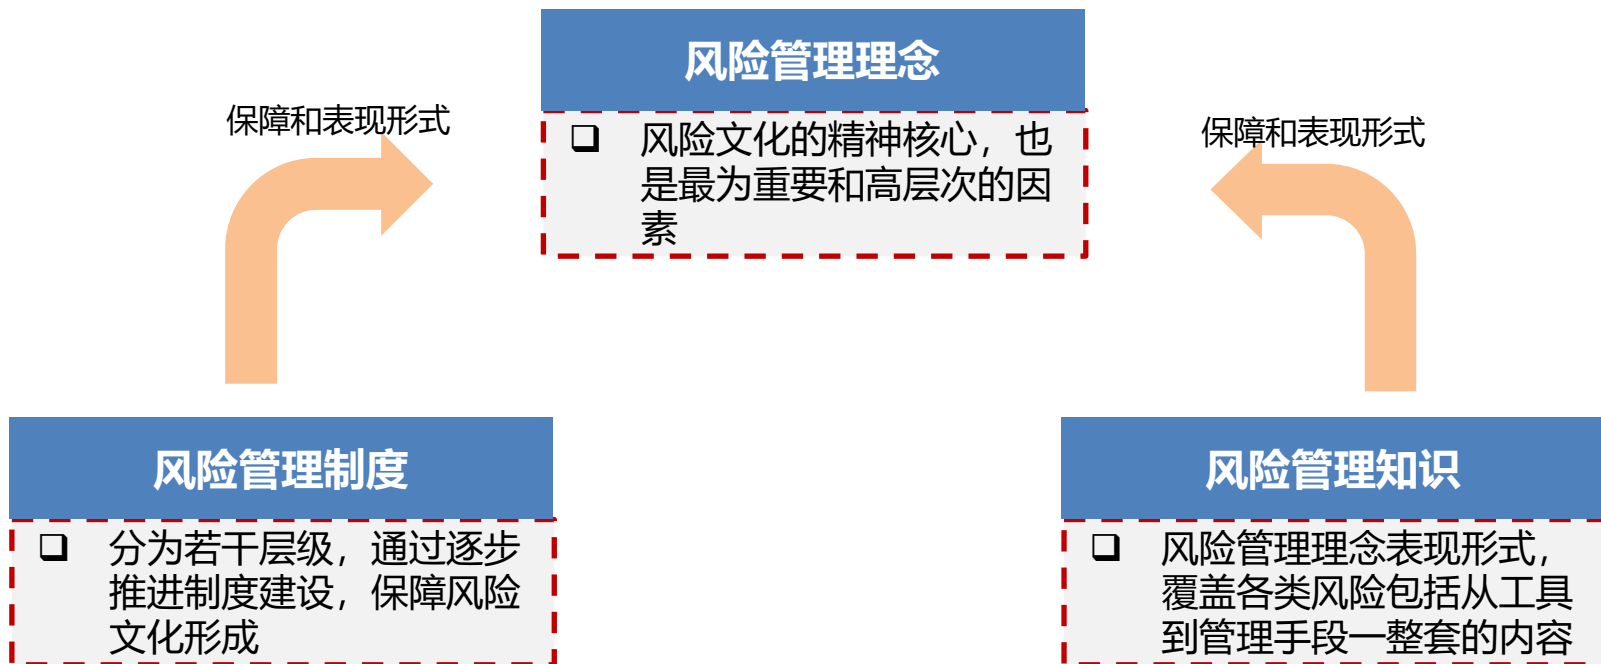 风险管理理念
保障和表现形式
保障和表现形式
❑ 风险文化的精神核心，也
是最为重要和高层次的因
素
风险管理制度
❑ 分为若干层级，通过逐步
推进制度建设，保障风险
文化形成
风险管理知识
❑ 风险管理理念表现形式，
覆盖各类风险包括从工具
到管理手段一整套的内容